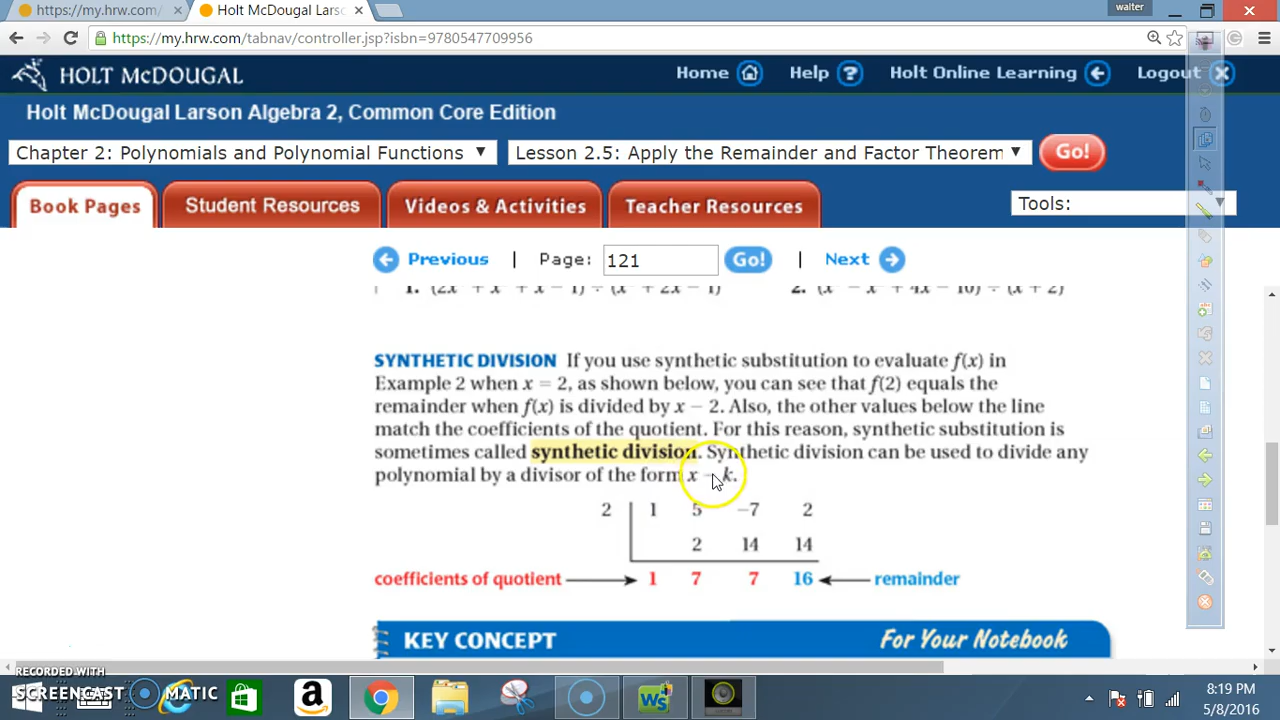 https://my.hrw.com/tabnav/ ×
Holt McDougal Larso ×
walter
https://my.hrw.com/tabnav/controller.jsp?isbn=9780547709956
HOLT McDOUGAL
Home Help ? Holt Online Learning Logout X
Holt McDougal Larson Algebra 2, Common Core Edition
Chapter 2: Polynomials and Polynomial Functions ▼ Lesson 2.5: Apply the Remainder and Factor Theorem ▼ Go!
Book Pages Student Resources Videos & Activities Teacher Resources Tools:
Previous | Page: 121 Go! | Next
SYNTHETIC DIVISION If you use synthetic substitution to evaluate f(x) in
Example 2 when x = 2, as shown below, you can see that f(2) equals the
remainder when f(x) is divided by x − 2. Also, the other values below the line
match the coefficients of the quotient. For this reason, synthetic substitution is
sometimes called synthetic division. Synthetic division can be used to divide any
polynomial by a divisor of the form x − k.
2 1 5 −7 2
2 14 14
coefficients of quotient 1 7 7 16 remainder
KEY CONCEPT For Your Notebook
RECORDED WITH
SCREENCAST MATIC
8:19 PM
5/8/2016